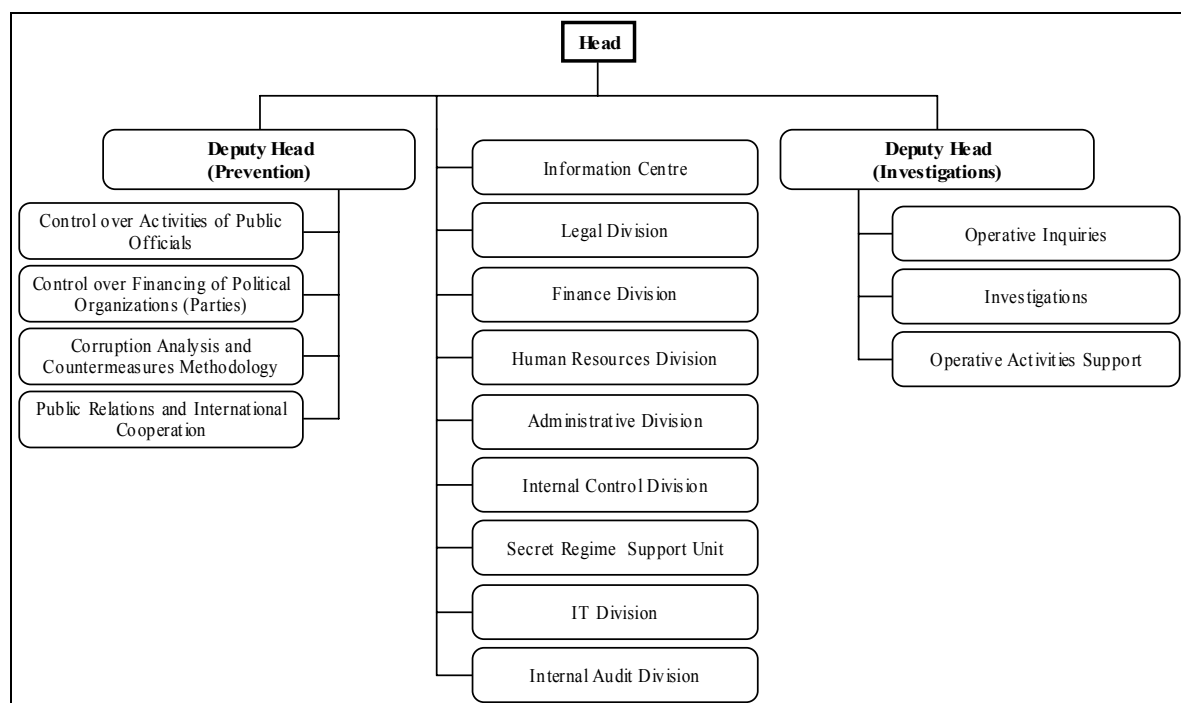 Head
Deputy Head
(Prevention)
Control over Activities of Public
Officials
Control over Financing of Political
Organizations (Parties)
Corruption Analysis and
Countermeasures Methodology
Public Relations and International
Cooperation
Information Centre
Legal Division
Finance Division
Human Resources Division
Administrative Division
Internal Control Division
Secret Regime Support Unit
IT Division
Internal Audit Division
Deputy Head
(Investigations)
Operative Inquiries
Investigations
Operative Activities Support